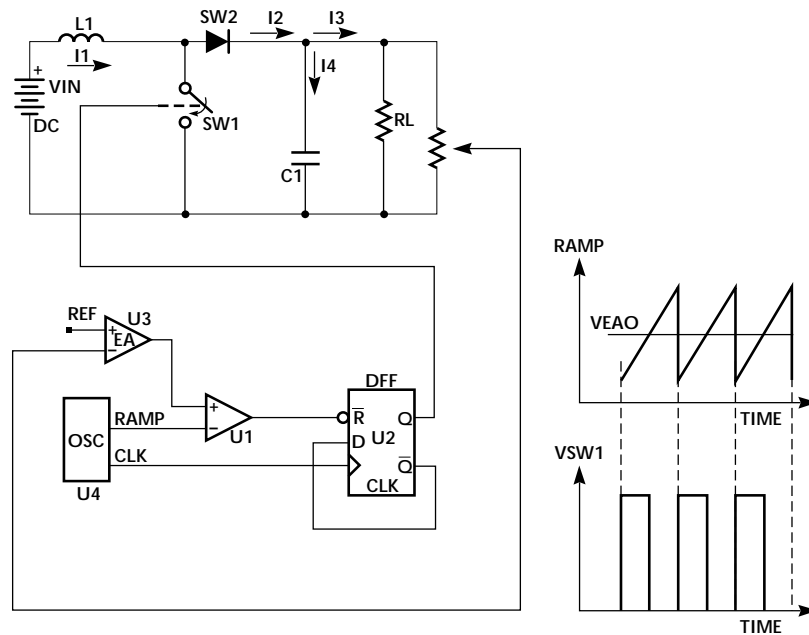 L1
SW2
I1
I2
I3
I4
+
VIN
DC
SW1
RL
C1
REF
U3
+
EA
−
RAMP
OSC
CLK
U4
+
−
U1
DFF
R̅
Q
D
U2
Q̅
CLK
RAMP
VEAO
TIME
VSW1
TIME